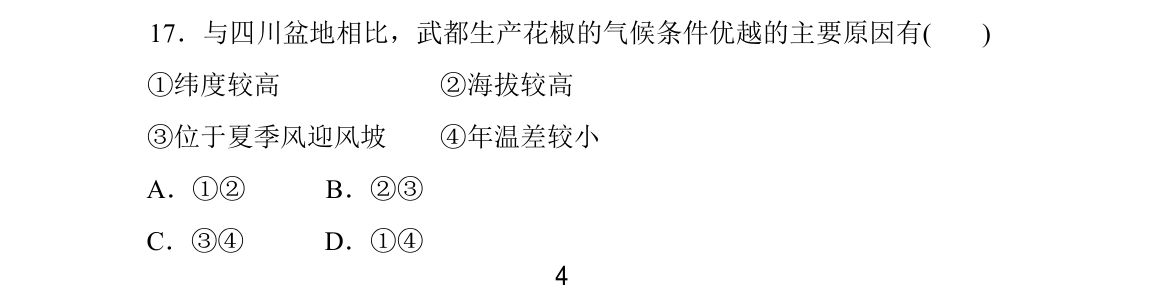 17．与四川盆地相比，武都生产花椒的气候条件优越的主要原因有(　　)
①纬度较高　　②海拔较高
③位于夏季风迎风坡　　④年温差较小
A．①②　　B．②③
C．③④　　D．①④
4